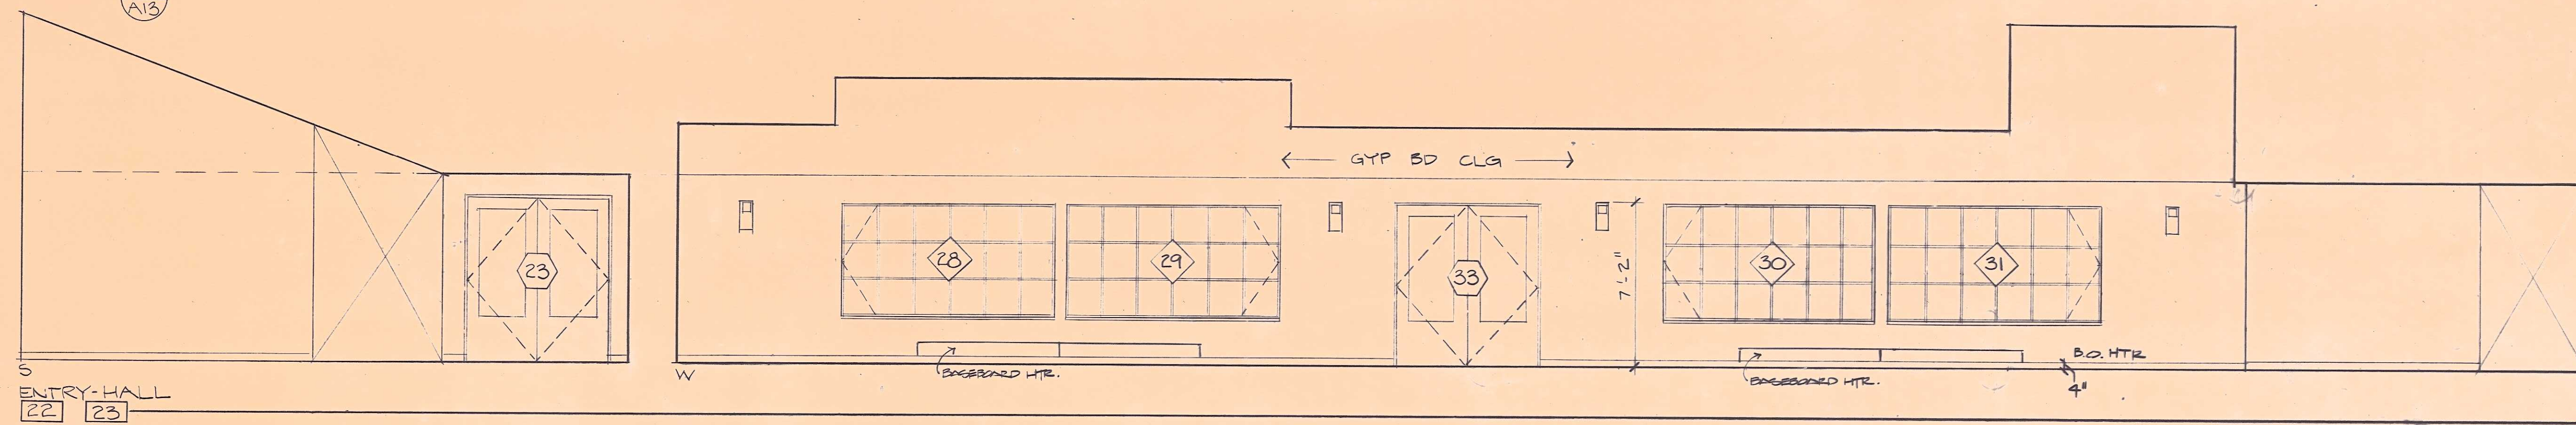 A13
GYP BD CLG
28
29
30
31
23
33
7'-2"
B.O. HTR
4"
BASEBOARD HTR.
BASEBOARD HTR.
S
W
ENTRY-HALL
22 23